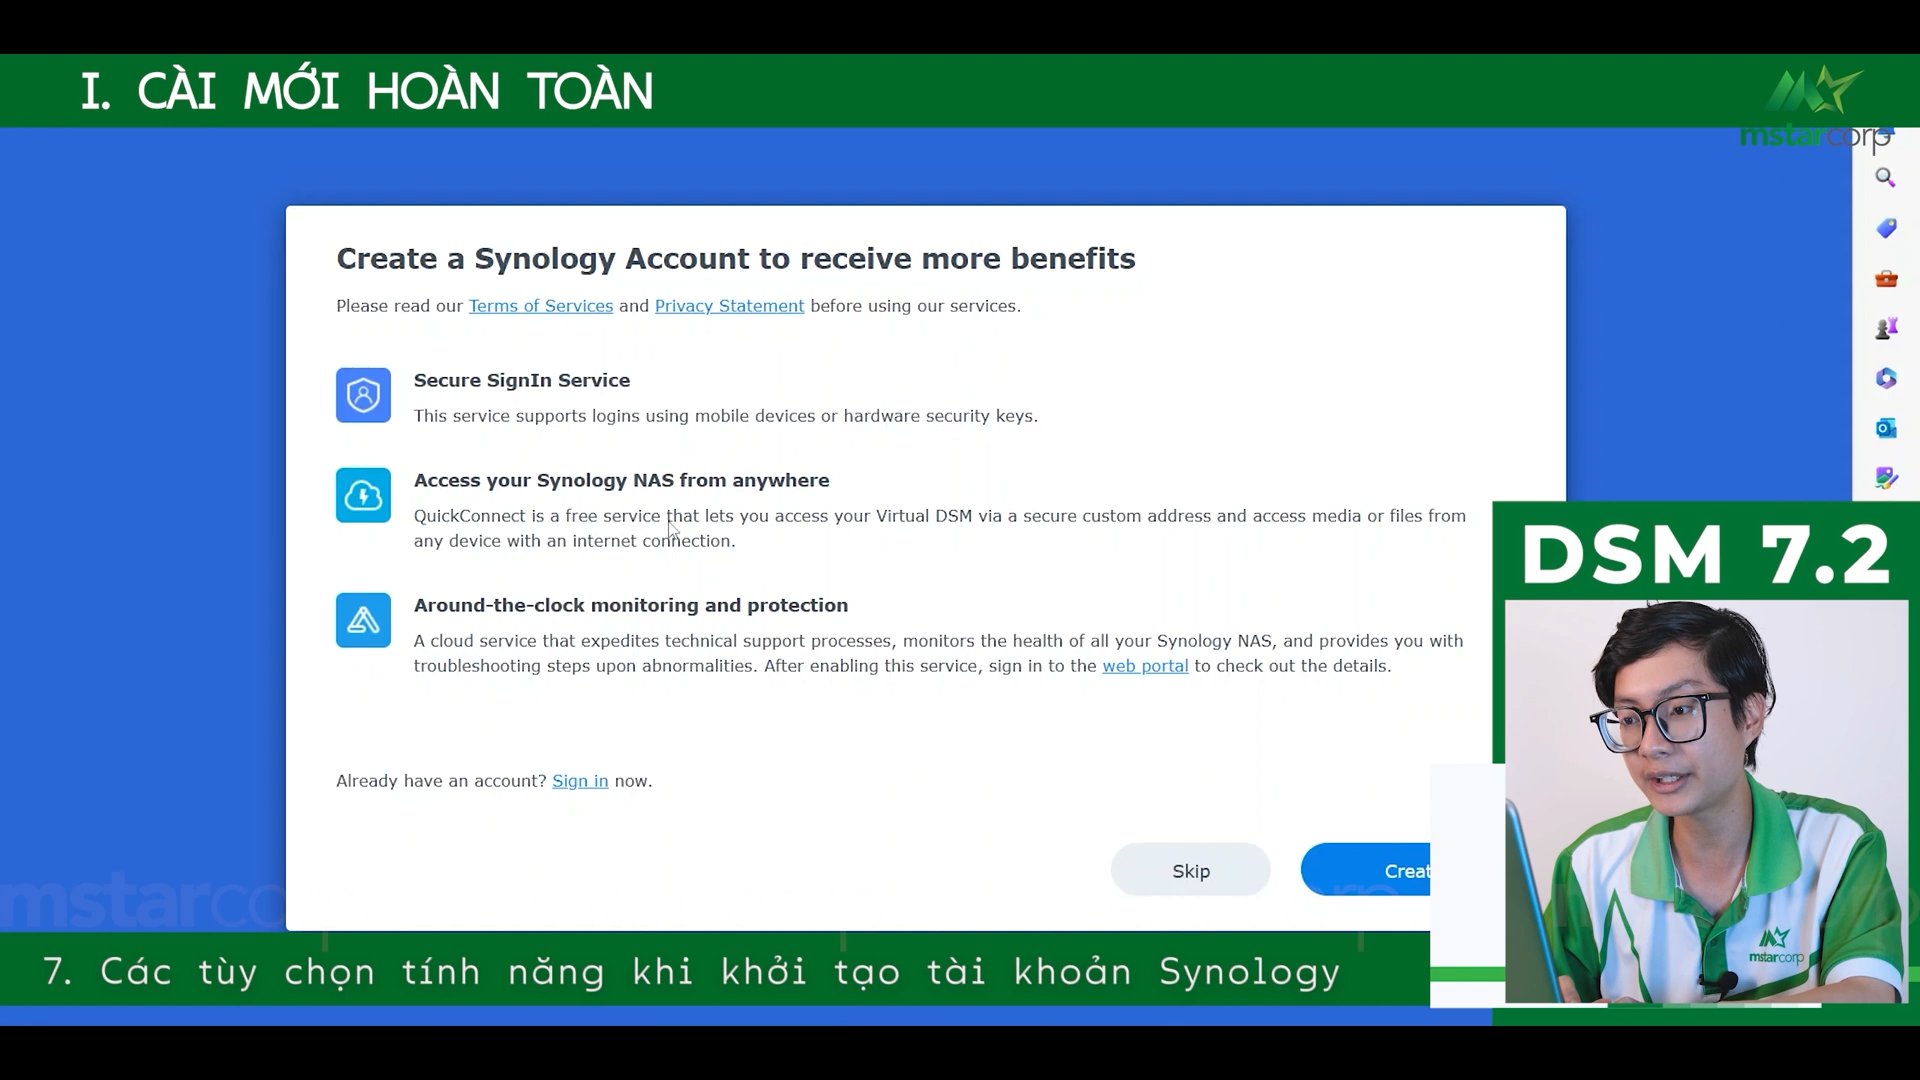 I. CÀI MỚI HOÀN TOÀN
mstarcorp
Create a Synology Account to receive more benefits
Please read our Terms of Services and Privacy Statement before using our services.
Secure SignIn Service
This service supports logins using mobile devices or hardware security keys.
Access your Synology NAS from anywhere
QuickConnect is a free service that lets you access your Virtual DSM via a secure custom address and access media or files from
any device with an internet connection.
Around-the-clock monitoring and protection
A cloud service that expedites technical support processes, monitors the health of all your Synology NAS, and provides you with
troubleshooting steps upon abnormalities. After enabling this service, sign in to the web portal to check out the details.
Already have an account? Sign in now.
Skip
Creat
DSM 7.2
mstarcorp
mstarco
7. Các tùy chọn tính năng khi khởi tạo tài khoản Synology